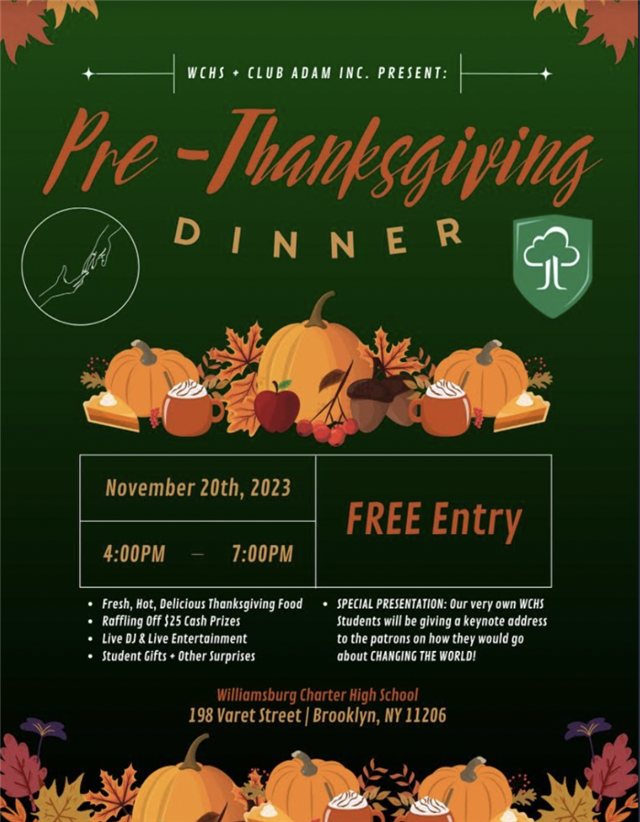 WCHS + CLUB ADAM INC. PRESENT:
Pre-Thanksgiving
DINNER
November 20th, 2023
4:00PM – 7:00PM
FREE Entry
• Fresh, Hot, Delicious Thanksgiving Food
• Raffling Off $25 Cash Prizes
• Live DJ & Live Entertainment
• Student Gifts + Other Surprises
• SPECIAL PRESENTATION: Our very own WCHS
Students will be giving a keynote address
to the patrons on how they would go
about CHANGING THE WORLD!
Williamsburg Charter High School
198 Varet Street | Brooklyn, NY 11206